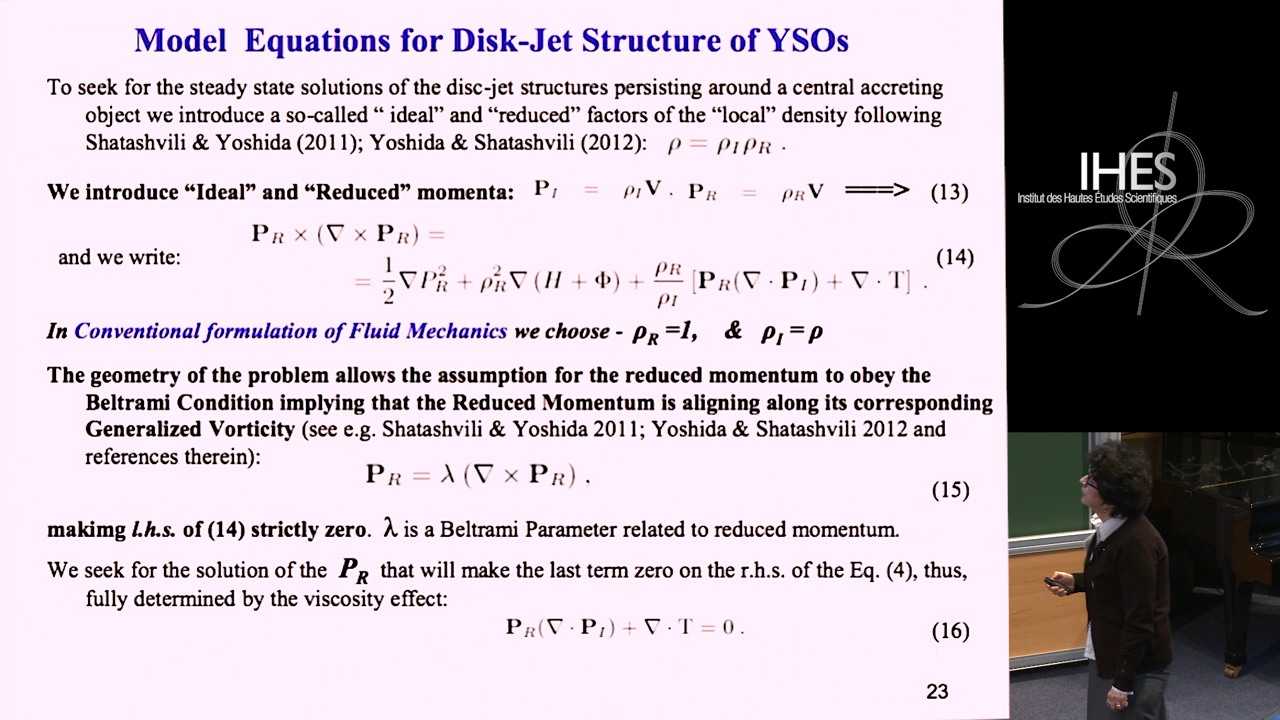 Model Equations for Disk-Jet Structure of YSOs
To seek for the steady state solutions of the disc-jet structures persisting around a central accreting
object we introduce a so-called “ ideal” and “reduced” factors of the “local” density following
Shatashvili & Yoshida (2011); Yoshida & Shatashvili (2012): ρ = ρ_I ρ_R .
We introduce “Ideal” and “Reduced” momenta: P_I = ρ_I V . P_R = ρ_R V ===> (13)
P_R × (∇ × P_R) =
and we write: (14)
= 1/2 ∇P_R^2 + ρ_R^2 ∇ (H + Φ) + ρ_R/ρ_I [P_R(∇ · P_I) + ∇ · T] .
In Conventional formulation of Fluid Mechanics we choose - ρ_R =1, & ρ_I = ρ
The geometry of the problem allows the assumption for the reduced momentum to obey the
Beltrami Condition implying that the Reduced Momentum is aligning along its corresponding
Generalized Vorticity (see e.g. Shatashvili & Yoshida 2011; Yoshida & Shatashvili 2012 and
references therein):
P_R = λ (∇ × P_R) .
(15)
makimg l.h.s. of (14) strictly zero. λ is a Beltrami Parameter related to reduced momentum.
We seek for the solution of the P_R that will make the last term zero on the r.h.s. of the Eq. (4), thus,
fully determined by the viscosity effect:
P_R(∇ · P_I) + ∇ · T = 0 . (16)
23
IHES
Institut des Hautes Études Scientifiques